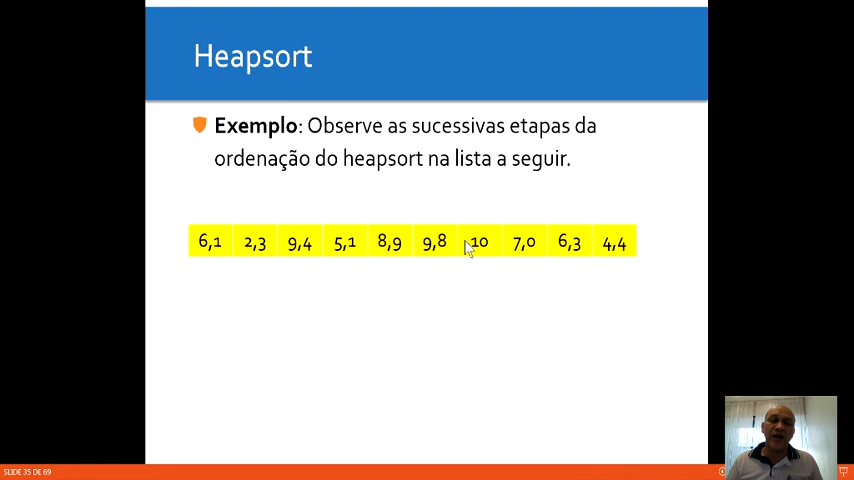 Heapsort
Exemplo: Observe as sucessivas etapas da
ordenação do heapsort na lista a seguir.
6,1 2,3 9,4 5,1 8,9 9,8 10 7,0 6,3 4,4
SLIDE 35 DE 69